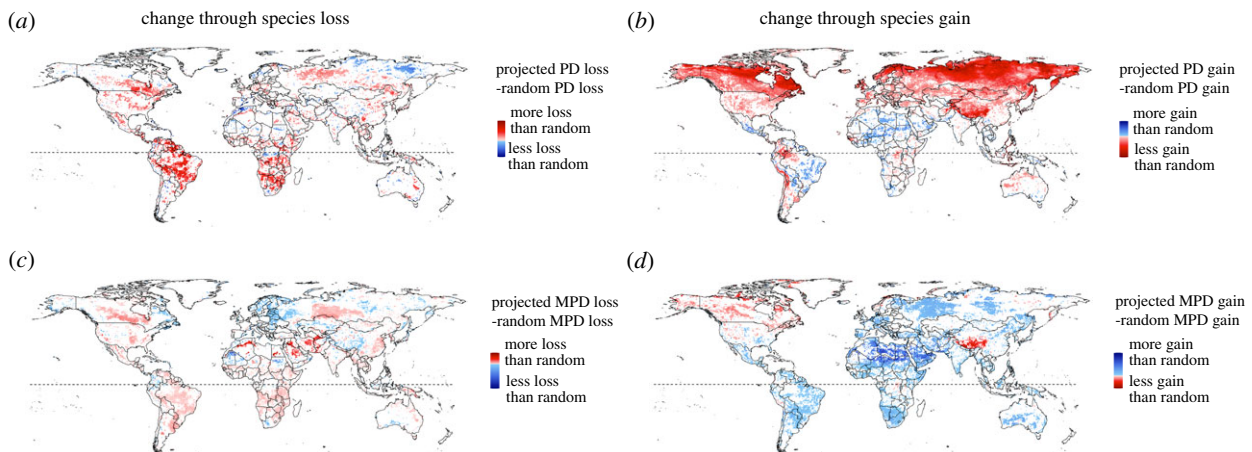 (a)
change through species loss
projected PD loss
-random PD loss
more loss
than random
less loss
than random
(b)
change through species gain
projected PD gain
-random PD gain
more gain
than random
less gain
than random
(c)
projected MPD loss
-random MPD loss
more loss
than random
less loss
than random
(d)
projected MPD gain
-random MPD gain
more gain
than random
less gain
than random